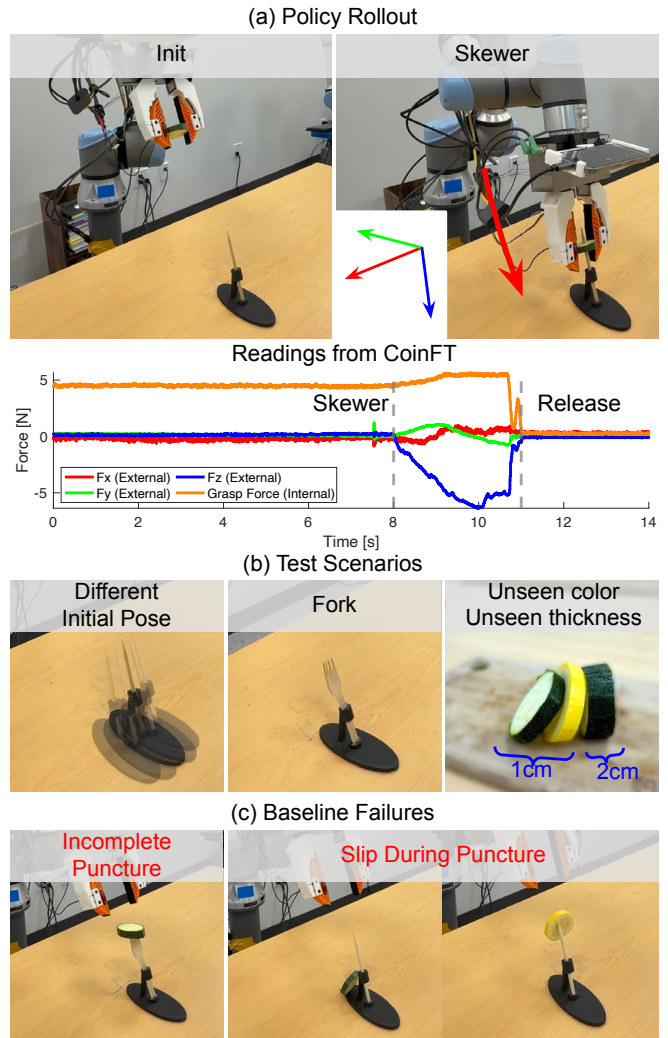 (a) Policy Rollout
Init
Skewer
Readings from CoinFT
Force [N]
5
0
-5
Skewer
Release
Fx (External)
Fz (External)
Fy (External)
Grasp Force (Internal)
0
2
4
6
8
10
12
14
Time [s]
(b) Test Scenarios
Different
Initial Pose
Fork
Unseen color
Unseen thickness
1cm
2cm
(c) Baseline Failures
Incomplete
Puncture
Slip During Puncture